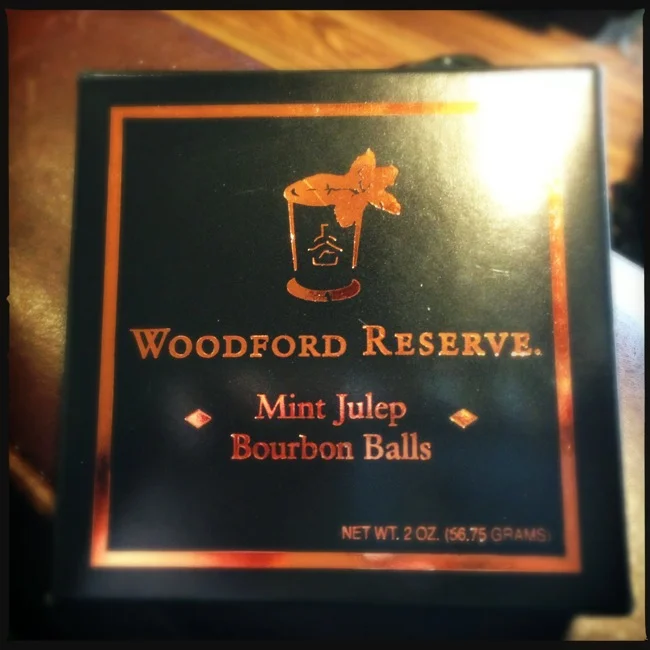 WOODFORD RESERVE.
Mint Julep
Bourbon Balls
NET WT. 2 OZ. (56.75 GRAMS)